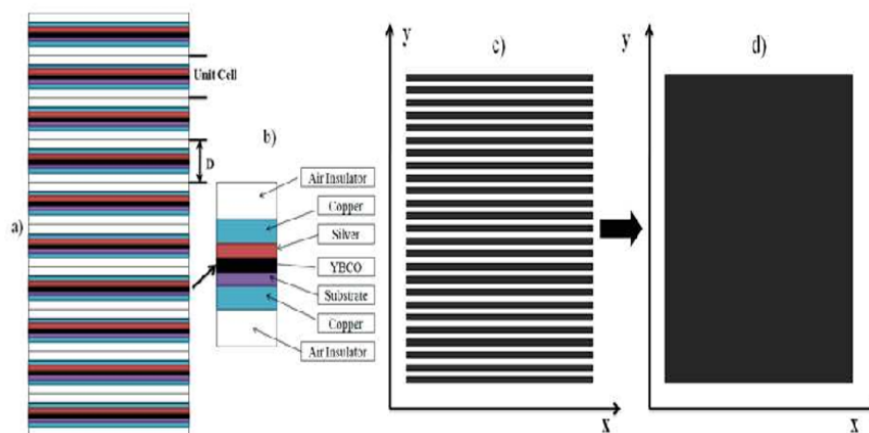 a)
Unit Cell
D
b)
Air Insulator
Copper
Silver
YBCO
Substrate
Copper
Air Insulator
y
c)
x
y
d)
x